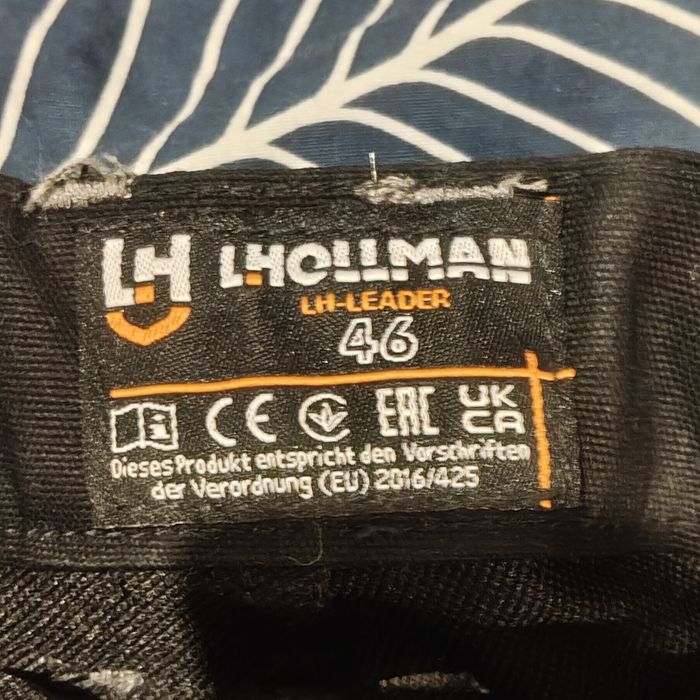 LH LHOLLMAN
LH-LEADER
46
i CE EAC UK CA
Dieses Produkt entspricht den Vorschriften
der Verordnung (EU) 2016/425